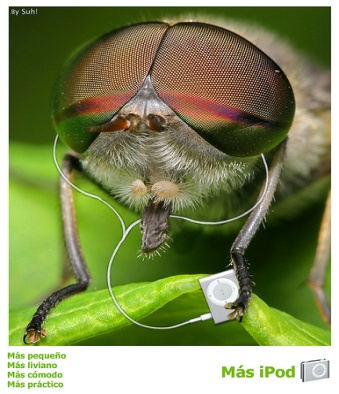 By Suh!
Más pequeño
Más liviano
Más cómodo
Más práctico
Más iPod